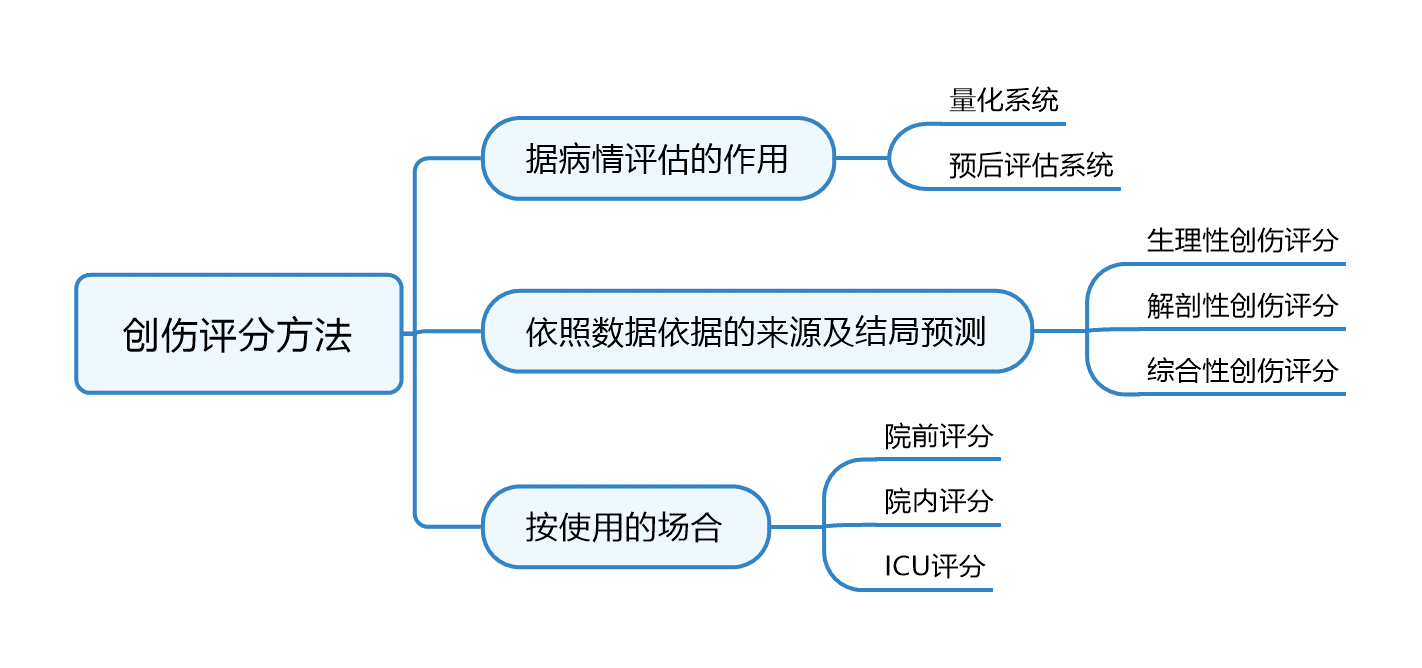 创伤评分方法
据病情评估的作用
量化系统
预后评估系统
依照数据依据的来源及结局预测
生理性创伤评分
解剖性创伤评分
综合性创伤评分
按使用的场合
院前评分
院内评分
ICU评分